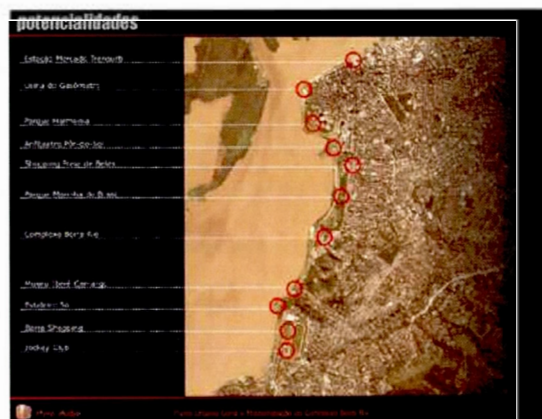 potencialidades
Estação Mercado Trensurb
Usina do Gasômetro
Parque Harmonia
Anfiteatro Pôr-do-sol
Shopping Praia de Belas
Parque Marinha do Brasil
Complexo Beira Rio
Museu Iberê Camargo
Estaleiro Só
Barra Shopping
Jockey Club